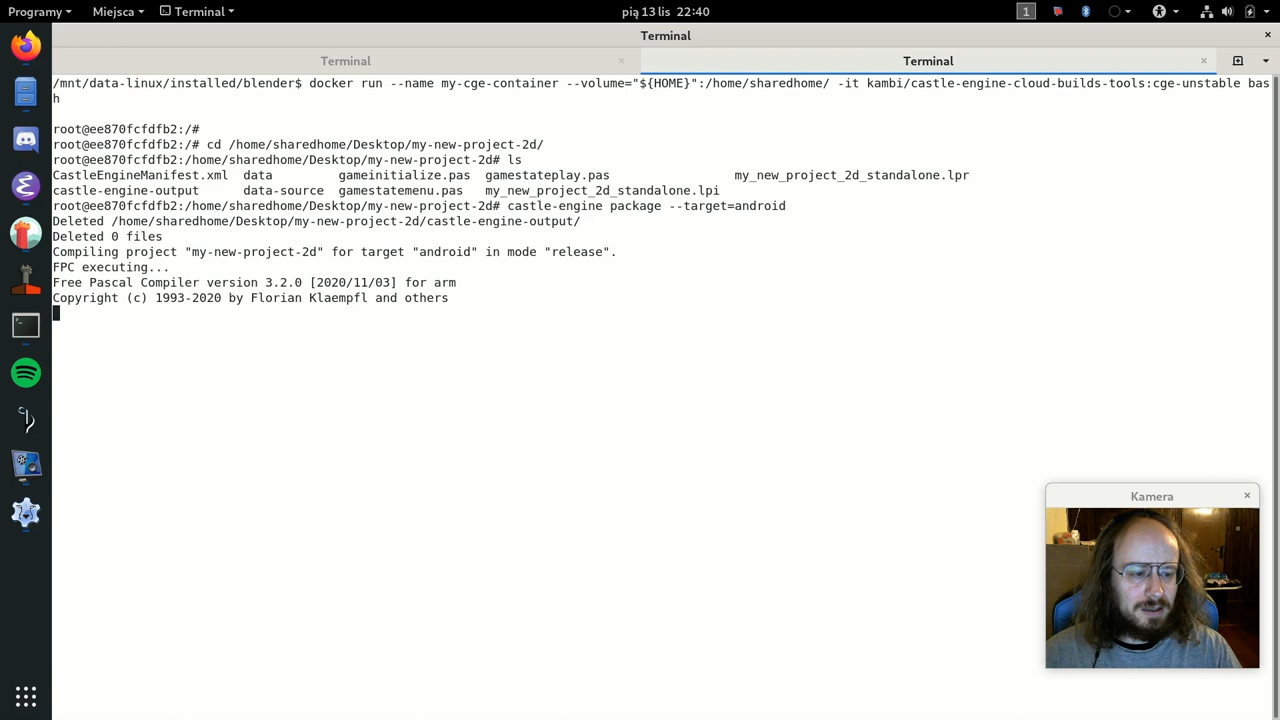 Programy
Miejsca
Terminal
pią 13 lis 22:40
1
Terminal
Terminal
Terminal
/mnt/data-linux/installed/blender$ docker run --name my-cge-container --volume="${HOME}":/home/sharedhome/ -it kambi/castle-engine-cloud-builds-tools:cge-unstable bas
h
root@ee870fcfdfb2:/#
root@ee870fcfdfb2:/# cd /home/sharedhome/Desktop/my-new-project-2d/
root@ee870fcfdfb2:/home/sharedhome/Desktop/my-new-project-2d# ls
CastleEngineManifest.xml  data         gameinitialize.pas  gamestateplay.pas                my_new_project_2d_standalone.lpr
castle-engine-output      data-source  gamestatemenu.pas   my_new_project_2d_standalone.lpi
root@ee870fcfdfb2:/home/sharedhome/Desktop/my-new-project-2d# castle-engine package --target=android
Deleted /home/sharedhome/Desktop/my-new-project-2d/castle-engine-output/
Deleted 0 files
Compiling project "my-new-project-2d" for target "android" in mode "release".
FPC executing...
Free Pascal Compiler version 3.2.0 [2020/11/03] for arm
Copyright (c) 1993-2020 by Florian Klaempfl and others
Kamera